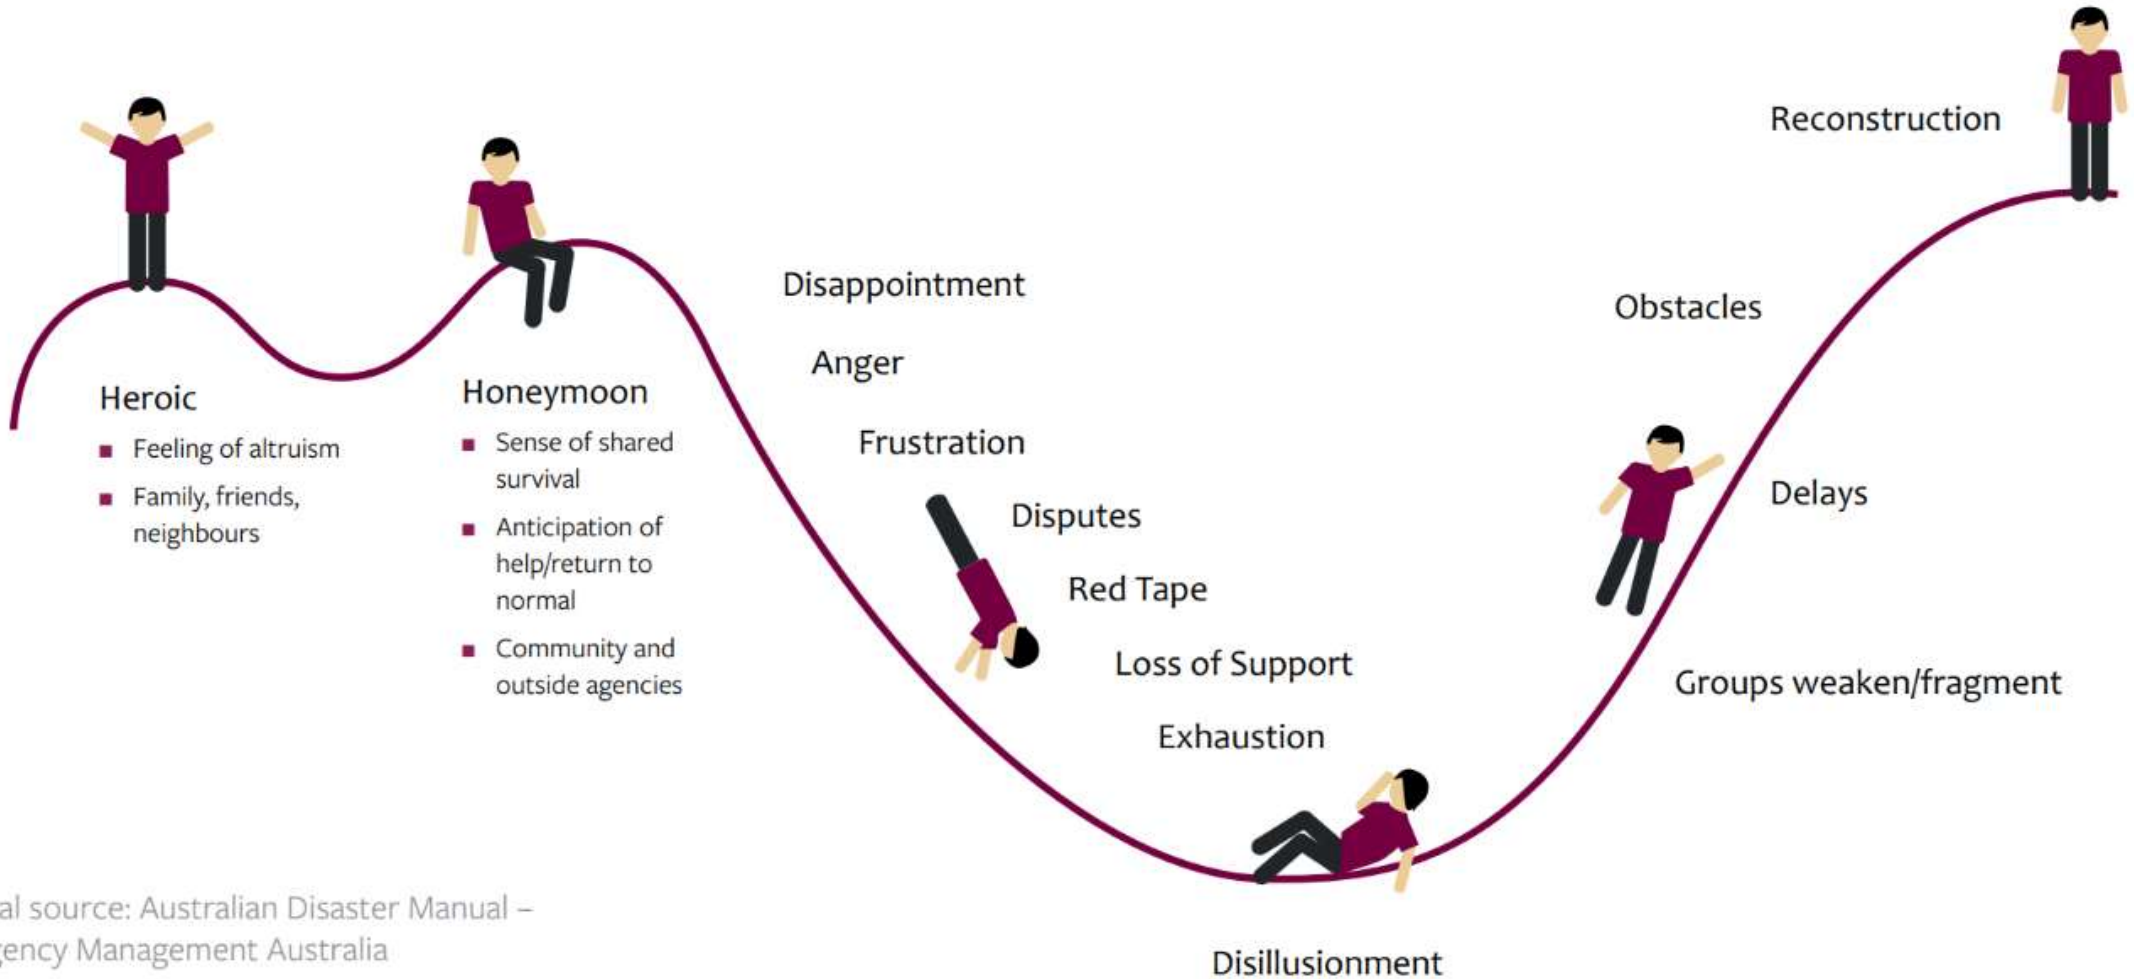 Heroic
Feeling of altruism
Family, friends,
neighbours
Honeymoon
Sense of shared
survival
Anticipation of
help/return to
normal
Community and
outside agencies
Disappointment
Anger
Frustration
Disputes
Red Tape
Loss of Support
Exhaustion
Disillusionment
Reconstruction
Obstacles
Delays
Groups weaken/fragment
al source: Australian Disaster Manual –
gency Management Australia